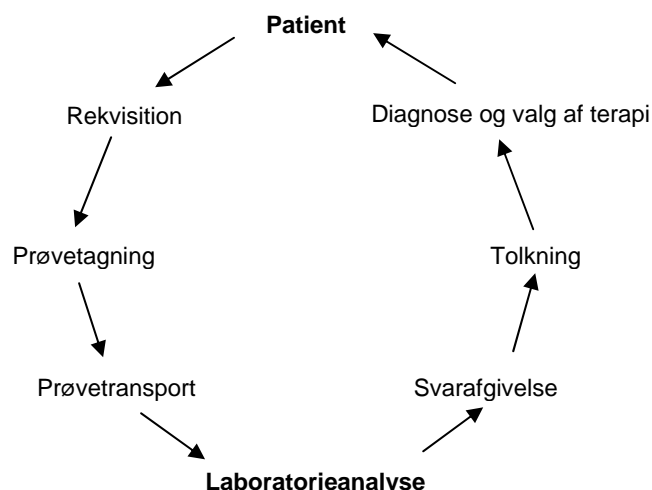 Patient
Rekvisition
Diagnose og valg af terapi
Prøvetagning
Tolkning
Prøvetransport
Svarafgivelse
Laboratorieanalyse